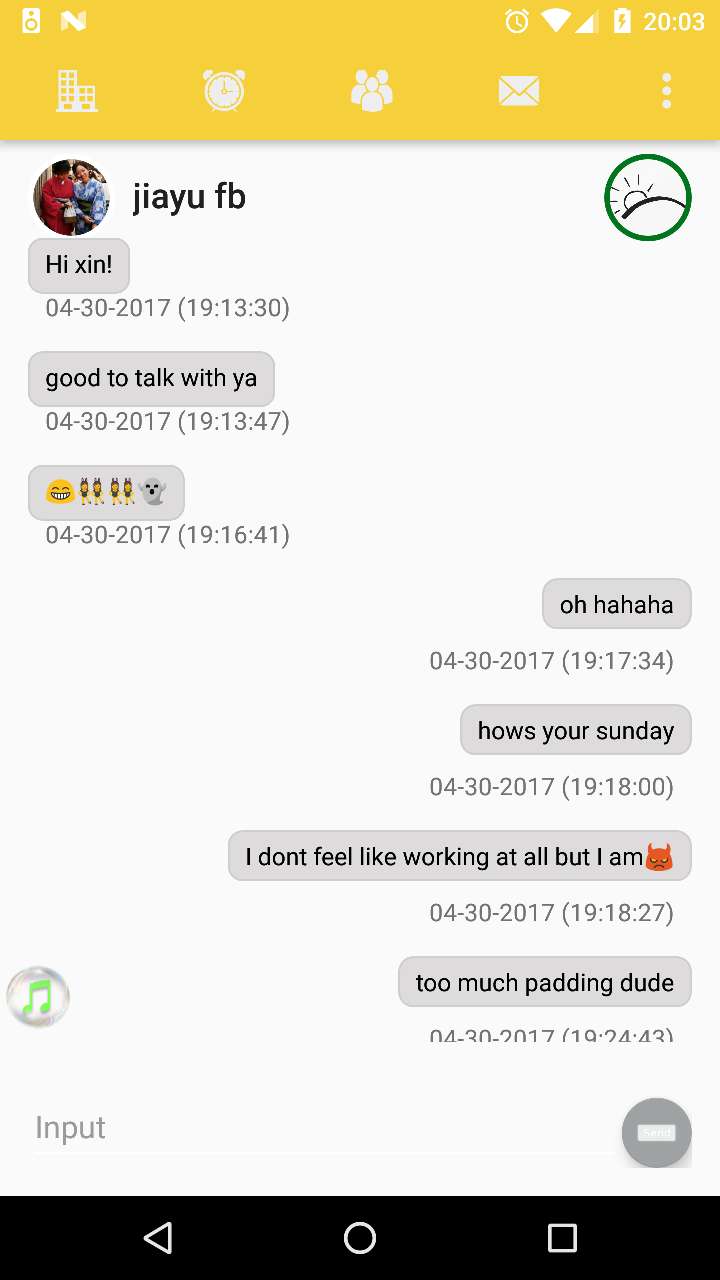 20:03
jiayu fb
Hi xin!
04-30-2017 (19:13:30)
good to talk with ya
04-30-2017 (19:13:47)
😁👯👯👻
04-30-2017 (19:16:41)
oh hahaha
04-30-2017 (19:17:34)
hows your sunday
04-30-2017 (19:18:00)
I dont feel like working at all but I am👿
04-30-2017 (19:18:27)
too much padding dude
04-30-2017 (19:24:43)
Input
Send